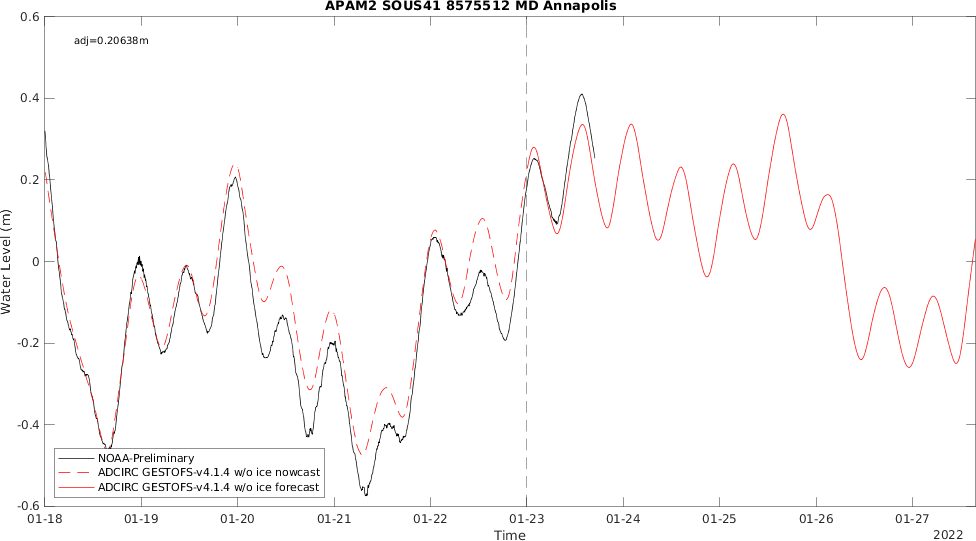 APAM2 SOUS41 8575512 MD Annapolis
adj=0.20638m
0.6
0.4
0.2
0
-0.2
-0.4
-0.6
Water Level (m)
NOAA-Preliminary
ADCIRC GESTOFS-v4.1.4 w/o ice nowcast
ADCIRC GESTOFS-v4.1.4 w/o ice forecast
01-18 01-19 01-20 01-21 01-22 01-23 01-24 01-25 01-26 01-27
Time
2022